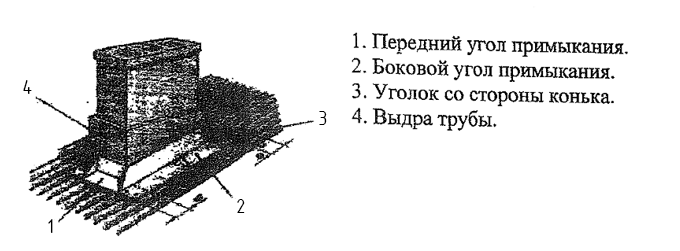 1. Передний угол примыкания.
2. Боковой угол примыкания.
3. Уголок со стороны конька.
4. Выдра трубы.
4
3
2
1